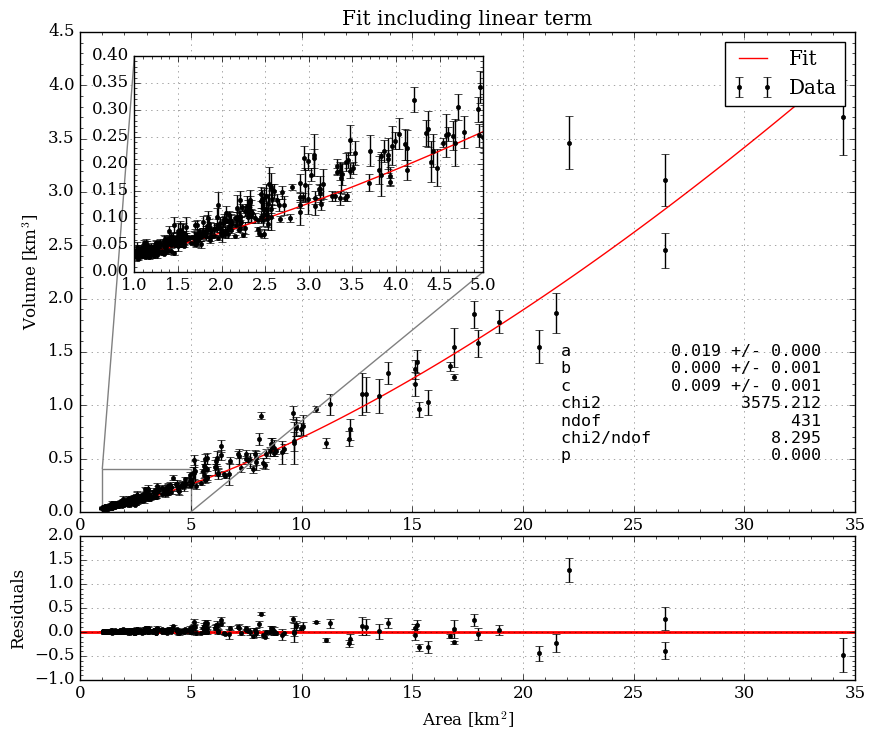 Fit including linear term
4.5
4.0
3.5
3.0
2.5
2.0
1.5
1.0
0.5
0.0
Volume [km³]
0.40
0.35
0.30
0.25
0.20
0.15
0.10
0.05
0.00
1.0 1.5 2.0 2.5 3.0 3.5 4.0 4.5 5.0
Fit
Data
a 0.019 +/- 0.000
b 0.000 +/- 0.001
c 0.009 +/- 0.000
chi2 3575.212
ndof 431
chi2/ndof 8.295
p 0.000
0 5 10 15 20 25 30 35
2.0
1.5
1.0
0.5
0.0
−0.5
−1.0
Residuals
0 5 10 15 20 25 30 35
Area [km²]